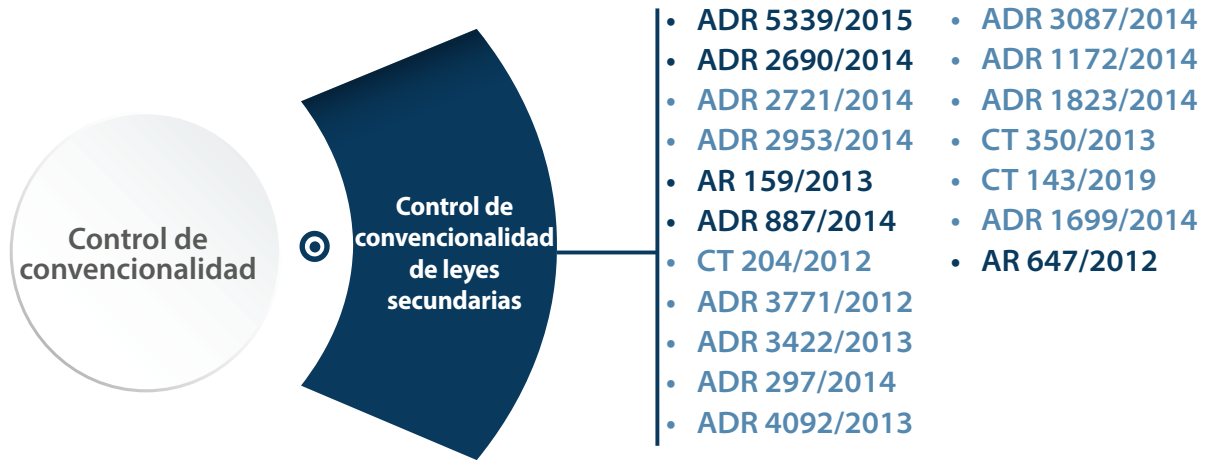 Control de
convencionalidad
Control de
convencionalidad
de leyes
secundarias
• ADR 5339/2015
• ADR 2690/2014
• ADR 2721/2014
• ADR 2953/2014
• AR 159/2013
• ADR 887/2014
• CT 204/2012
• ADR 3771/2012
• ADR 3422/2013
• ADR 297/2014
• ADR 4092/2013
• ADR 3087/2014
• ADR 1172/2014
• ADR 1823/2014
• CT 350/2013
• CT 143/2019
• ADR 1699/2014
• AR 647/2012